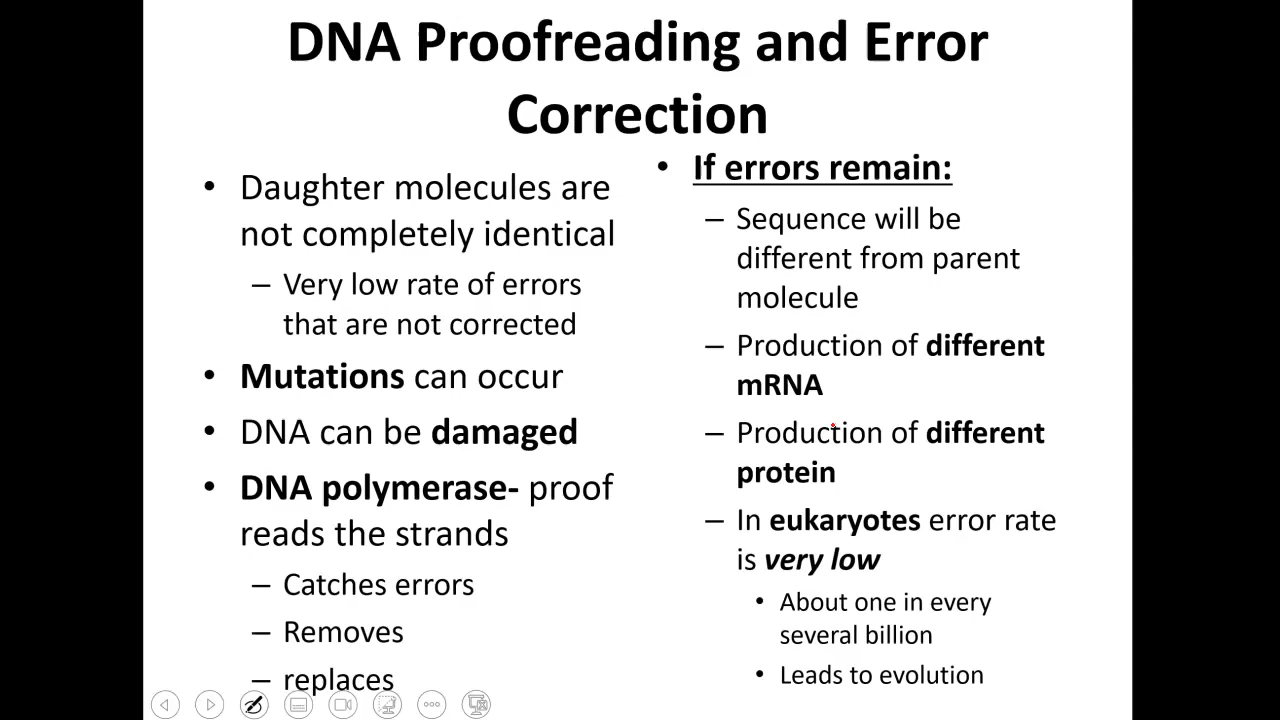 DNA Proofreading and Error
Correction
• Daughter molecules are
not completely identical
– Very low rate of errors
that are not corrected
• Mutations can occur
• DNA can be damaged
• DNA polymerase- proof
reads the strands
– Catches errors
– Removes
– replaces
• If errors remain:
– Sequence will be
different from parent
molecule
– Production of different
mRNA
– Production of different
protein
– In eukaryotes error rate
is very low
• About one in every
several billion
• Leads to evolution